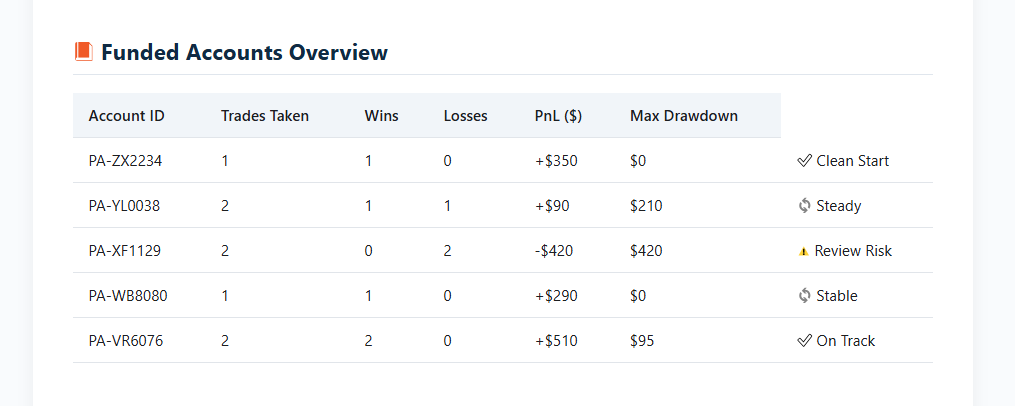 Funded Accounts Overview
Account ID Trades Taken Wins Losses PnL ($) Max Drawdown
PA-ZX2234 1 1 0 +$350 $0 Clean Start
PA-YL0038 2 1 1 +$90 $210 Steady
PA-XF1129 2 0 2 -$420 $420 Review Risk
PA-WB8080 1 1 0 +$290 $0 Stable
PA-VR6076 2 2 0 +$510 $95 On Track